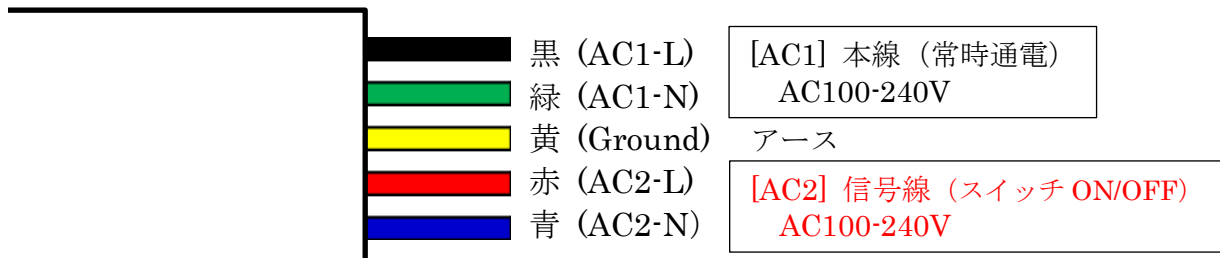 黒 (AC1-L)
緑 (AC1-N)
黄 (Ground)
赤 (AC2-L)
青 (AC2-N)
[AC1] 本線（常時通電）
AC100-240V
アース
[AC2] 信号線（スイッチ ON/OFF）
AC100-240V